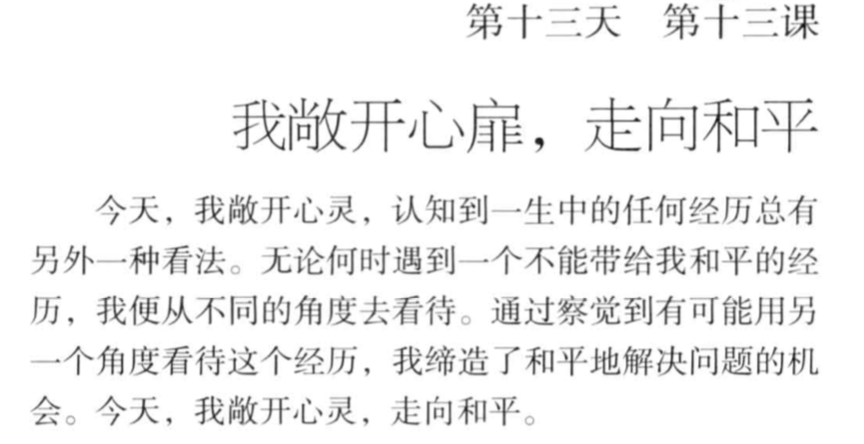 第十三天　第十三课
我敞开心扉，走向和平
今天，我敞开心灵，认知到一生中的任何经历总有
另外一种看法。无论何时遇到一个不能带给我和平的经
历，我便从不同的角度去看待。通过察觉到有可能用另
一个角度看待这个经历，我缔造了和平地解决问题的机
会。今天，我敞开心灵，走向和平。